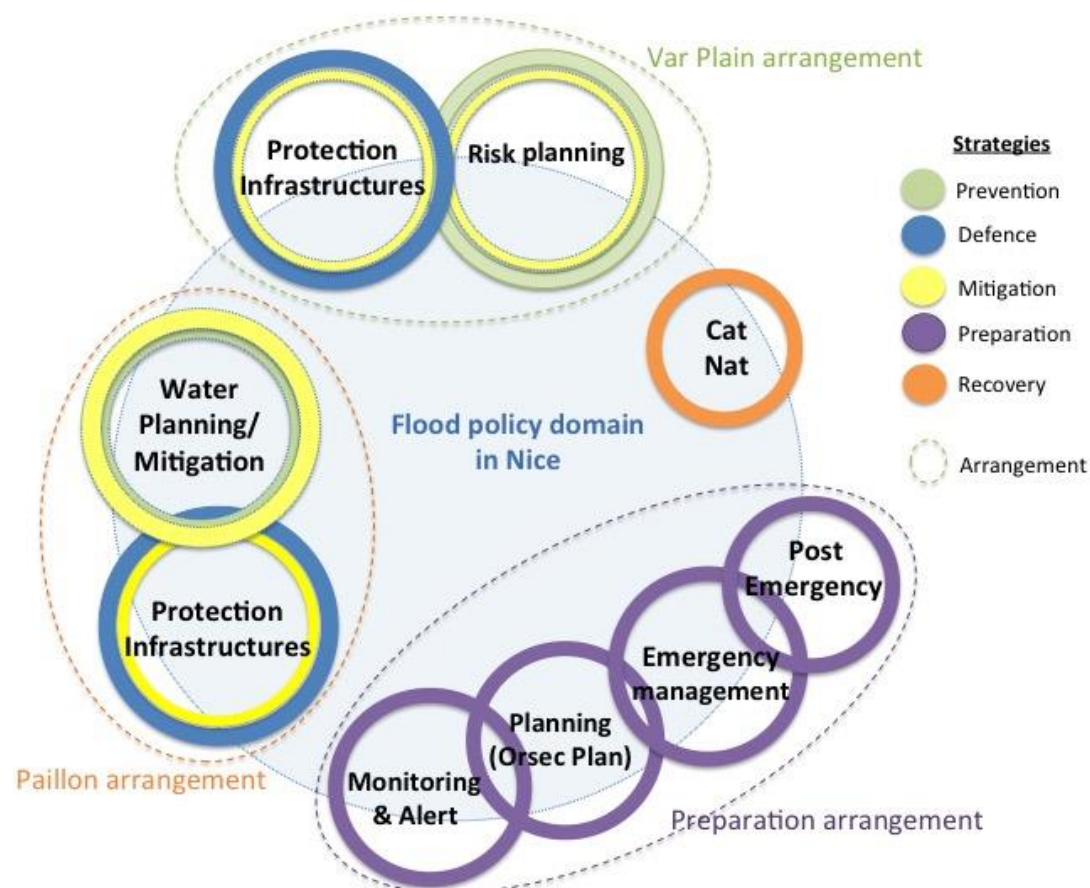 Var Plain arrangement
Protection
Infrastructures
Risk planning
Strategies
Prevention
Defence
Mitigation
Preparation
Recovery
Arrangement
Cat
Nat
Water
Planning/
Mitigation
Flood policy domain
in Nice
Protection
Infrastructures
Paillon arrangement
Post
Emergency
Emergency
management
Planning
(Orsec Plan)
Monitoring
& Alert
Preparation arrangement